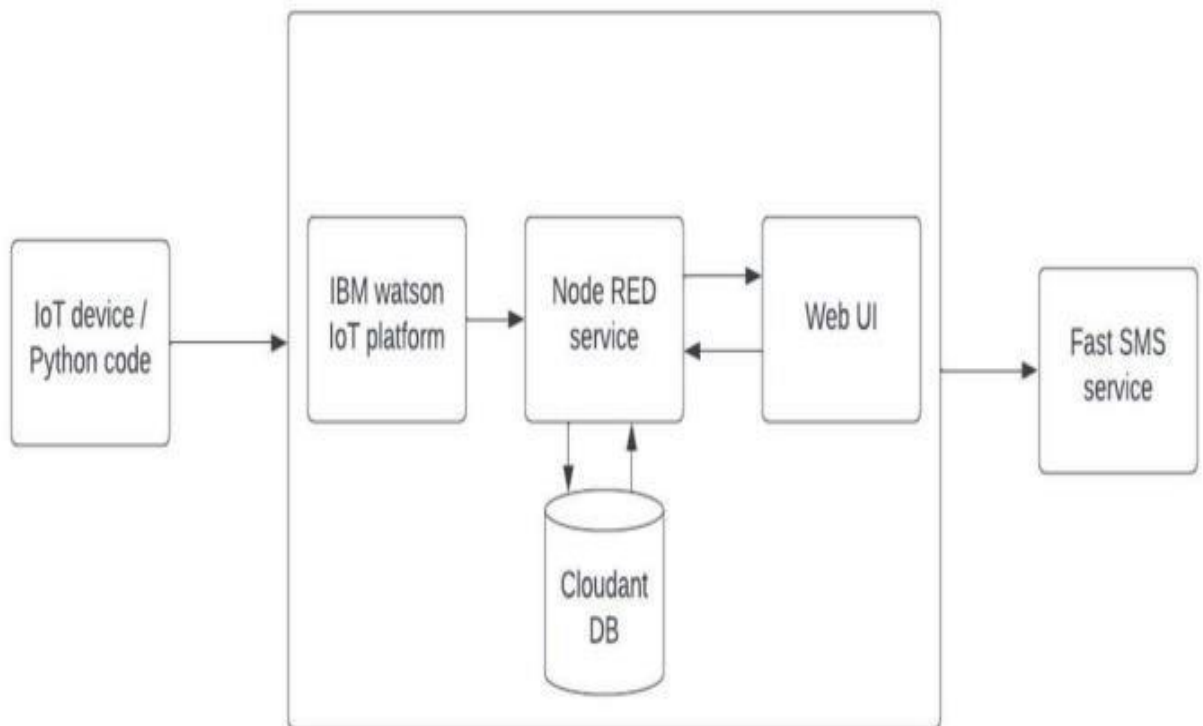 IoT device /
Python code
IBM watson
IoT platform
Node RED
service
Web UI
Fast SMS
service
Cloudant
DB